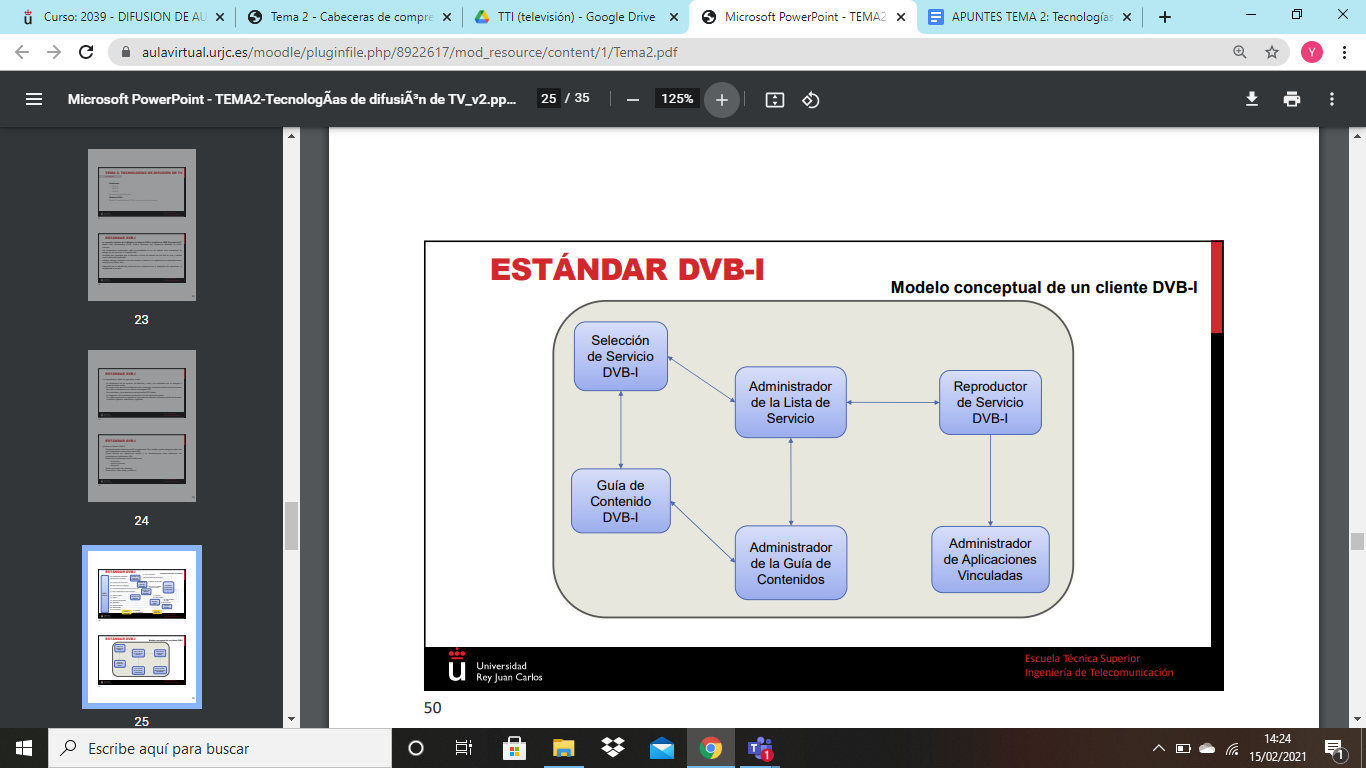 Curso: 2039 - DIFUSION DE AU
Tema 2 - Cabeceras de compre
TTI (televisión) - Google Drive
Microsoft PowerPoint - TEMA2
APUNTES TEMA 2: Tecnologías
aulavirtual.urjc.es/moodle/pluginfile.php/8922617/mod_resource/content/1/Tema2.pdf
Y
Microsoft PowerPoint - TEMA2-TecnologÃas de difusiÃ³n de TV_v2.pp...
25 / 35
125%
23
24
25
ESTÁNDAR DVB-I
Modelo conceptual de un cliente DVB-I
Selección
de Servicio
DVB-I
Administrador
de la Lista de
Servicio
Reproductor
de Servicio
DVB-I
Guía de
Contenido
DVB-I
Administrador
de la Guía de
Contenidos
Administrador
de Aplicaciones
Vinculadas
Universidad
Rey Juan Carlos
Escuela Técnica Superior
Ingeniería de Telecomunicación
50
Escribe aquí para buscar
1
14:24
15/02/2021
1